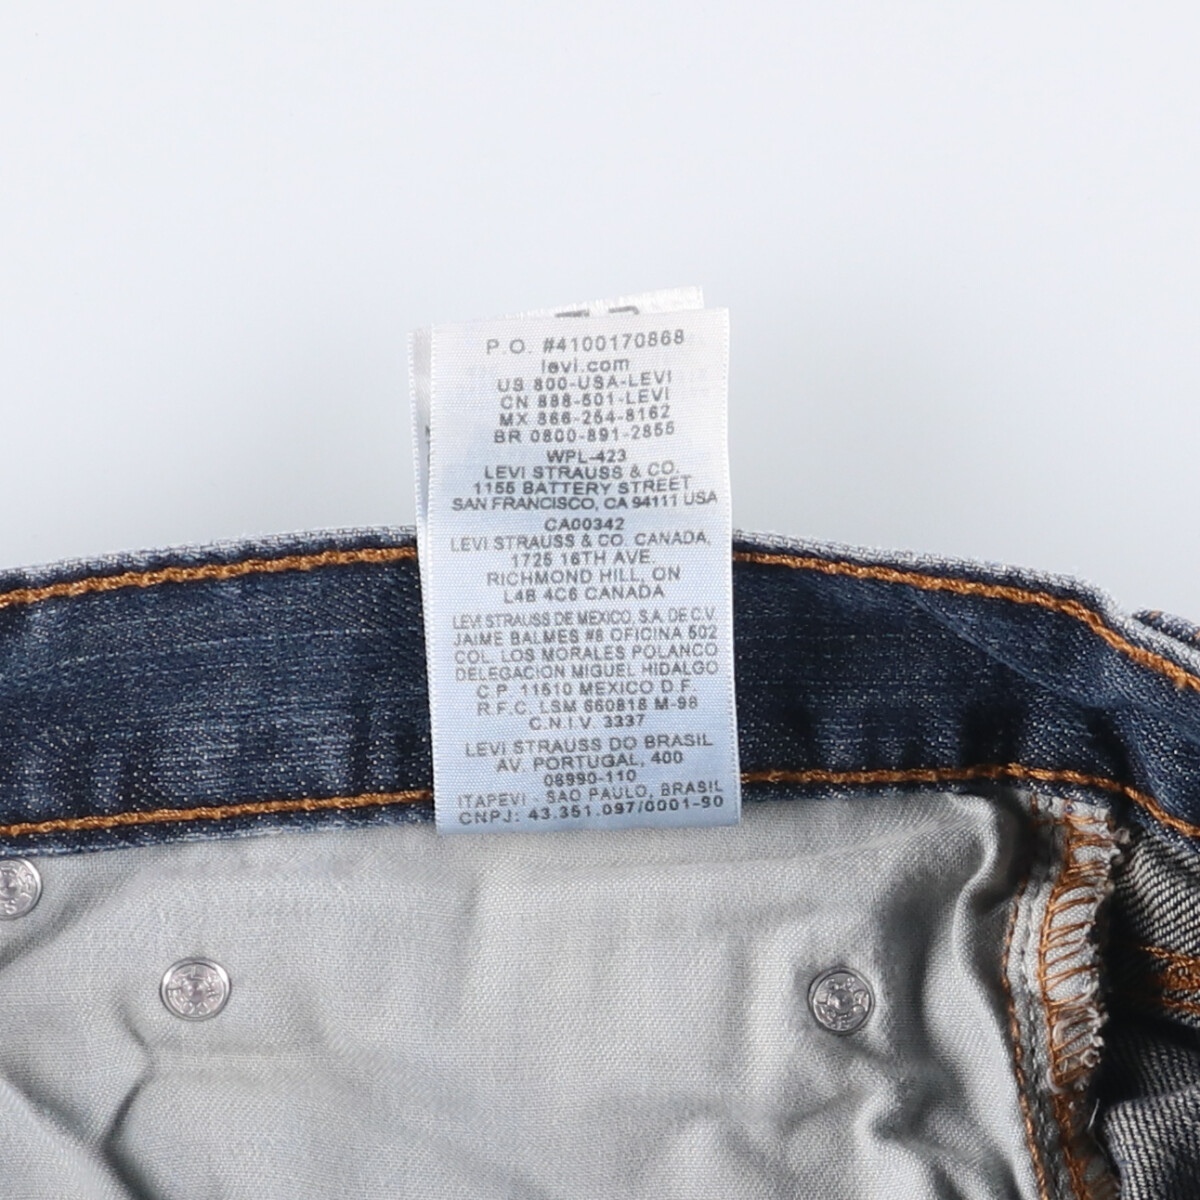 P.O. #4100170868
levi.com
US 800-USA-LEVI
CN 888-501-LEVI
MX 866-254-8162
BR 0800-891-2855
WPL-423
LEVI STRAUSS & CO.
1155 BATTERY STREET
SAN FRANCISCO, CA 94111 USA
CA00342
LEVI STRAUSS & CO. CANADA,
1725 16TH AVE.
RICHMOND HILL, ON
L4B 4C6 CANADA
LEVI STRAUSS DE MEXICO, S.A. DE C.V.
JAIME BALMES #8 OFICINA 502
COL. LOS MORALES POLANCO
DELEGACION MIGUEL HIDALGO
C.P. 11510 MEXICO D.F.
R.F.C. LSM 660818 M-98
C.N.I.V. 3337
LEVI STRAUSS DO BRASIL
AV. PORTUGAL, 400
06990-110
ITAPEVI - SAO PAULO, BRASIL
CNPJ: 43.351.097/0001-90